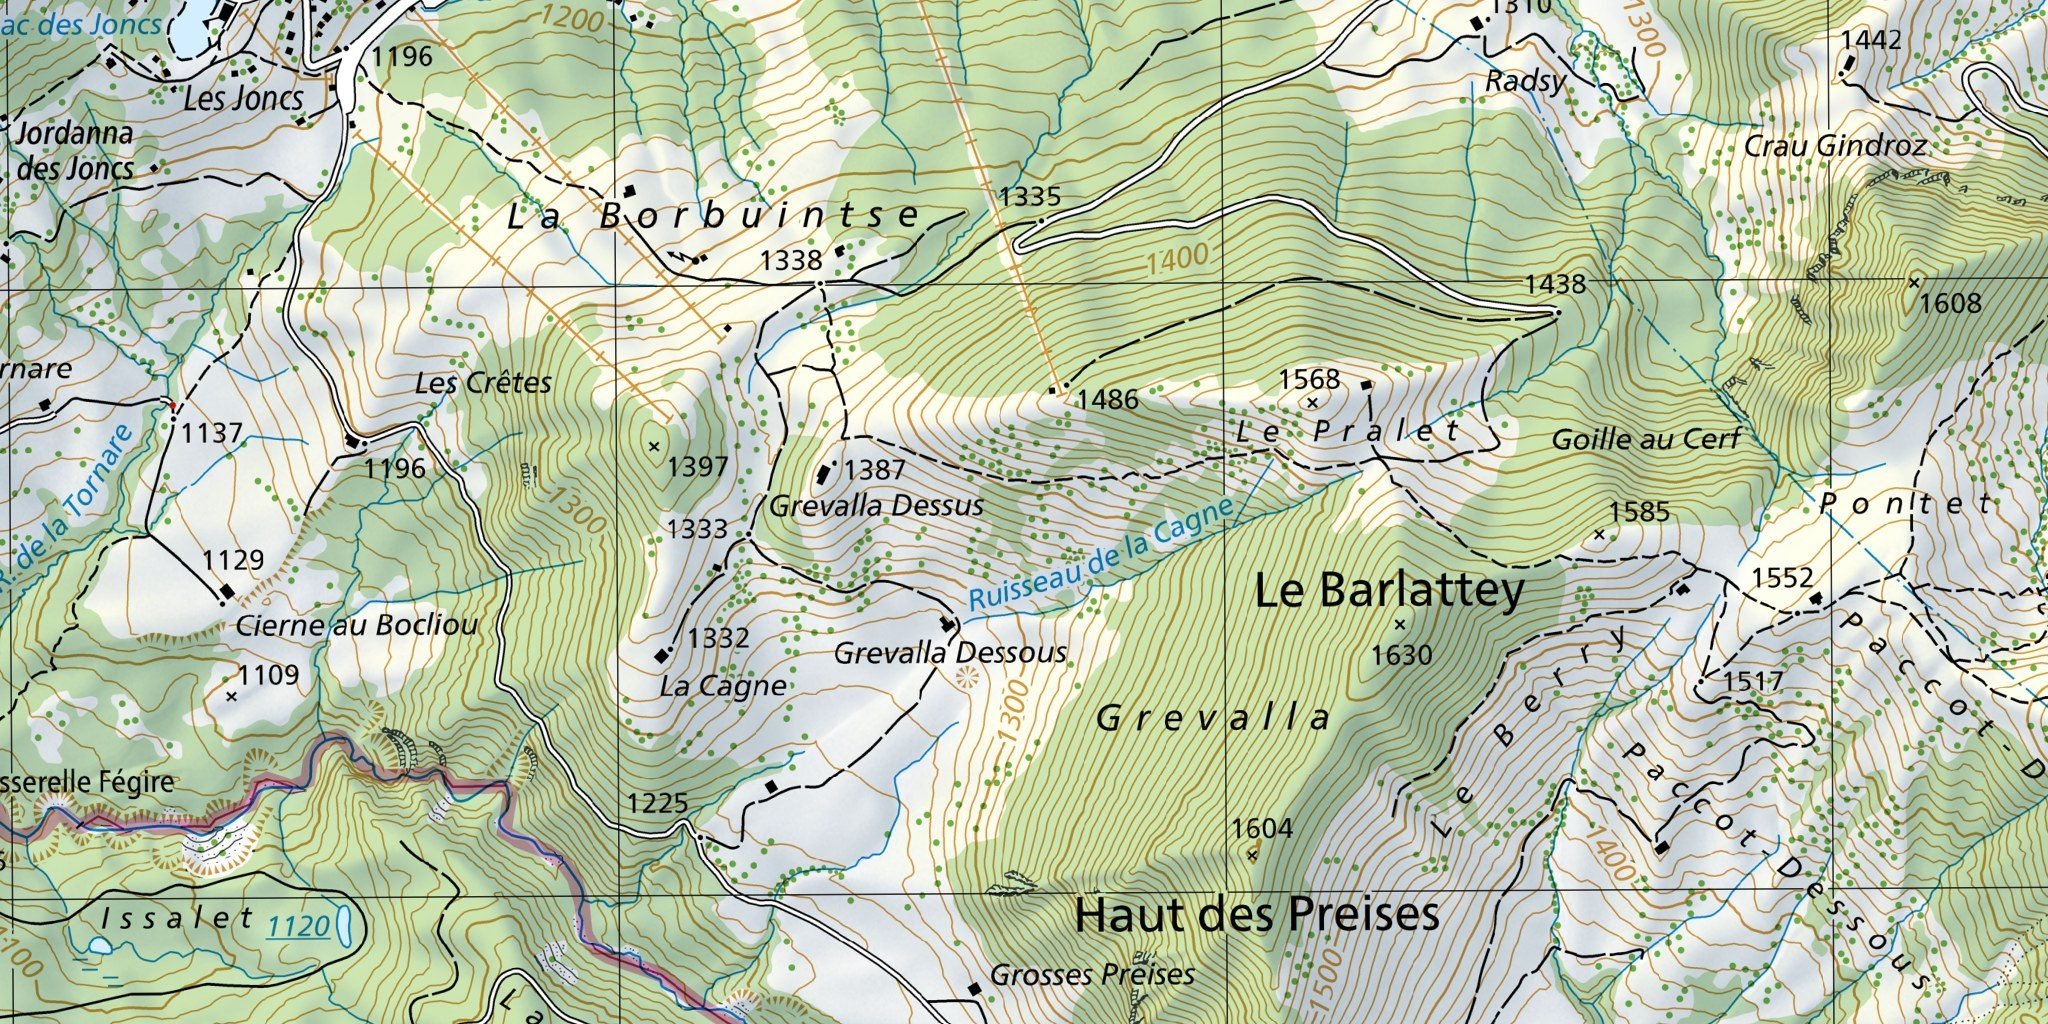 1200
1310
ac des Joncs
1196
1300
1442
Radsy
Les Joncs
Jordanna
des Joncs
Crau Gindroz
1335
La Borbuintse
1338
1400
1438
1608
rnare
Les Crêtes
1568
1486
1137
Le Pralet
Goille au Cerf
1196
1397
1387
R. de la Tornare
Grevalla Dessus
1300
1585
Pontet
1333
Ruisseau de la Cagne
1129
Le Barlattey
1552
Cierne au Bocliou
1332
Grevalla Dessous
1630
1109
La Cagne
1517
Le Berry
Paccot-D
1300
Grevalla
sserelle Fégire
1225
1604
Paccot-Dessous
1400
Issalet
1120
Haut des Preises
100
Grosses Preises
1500
La